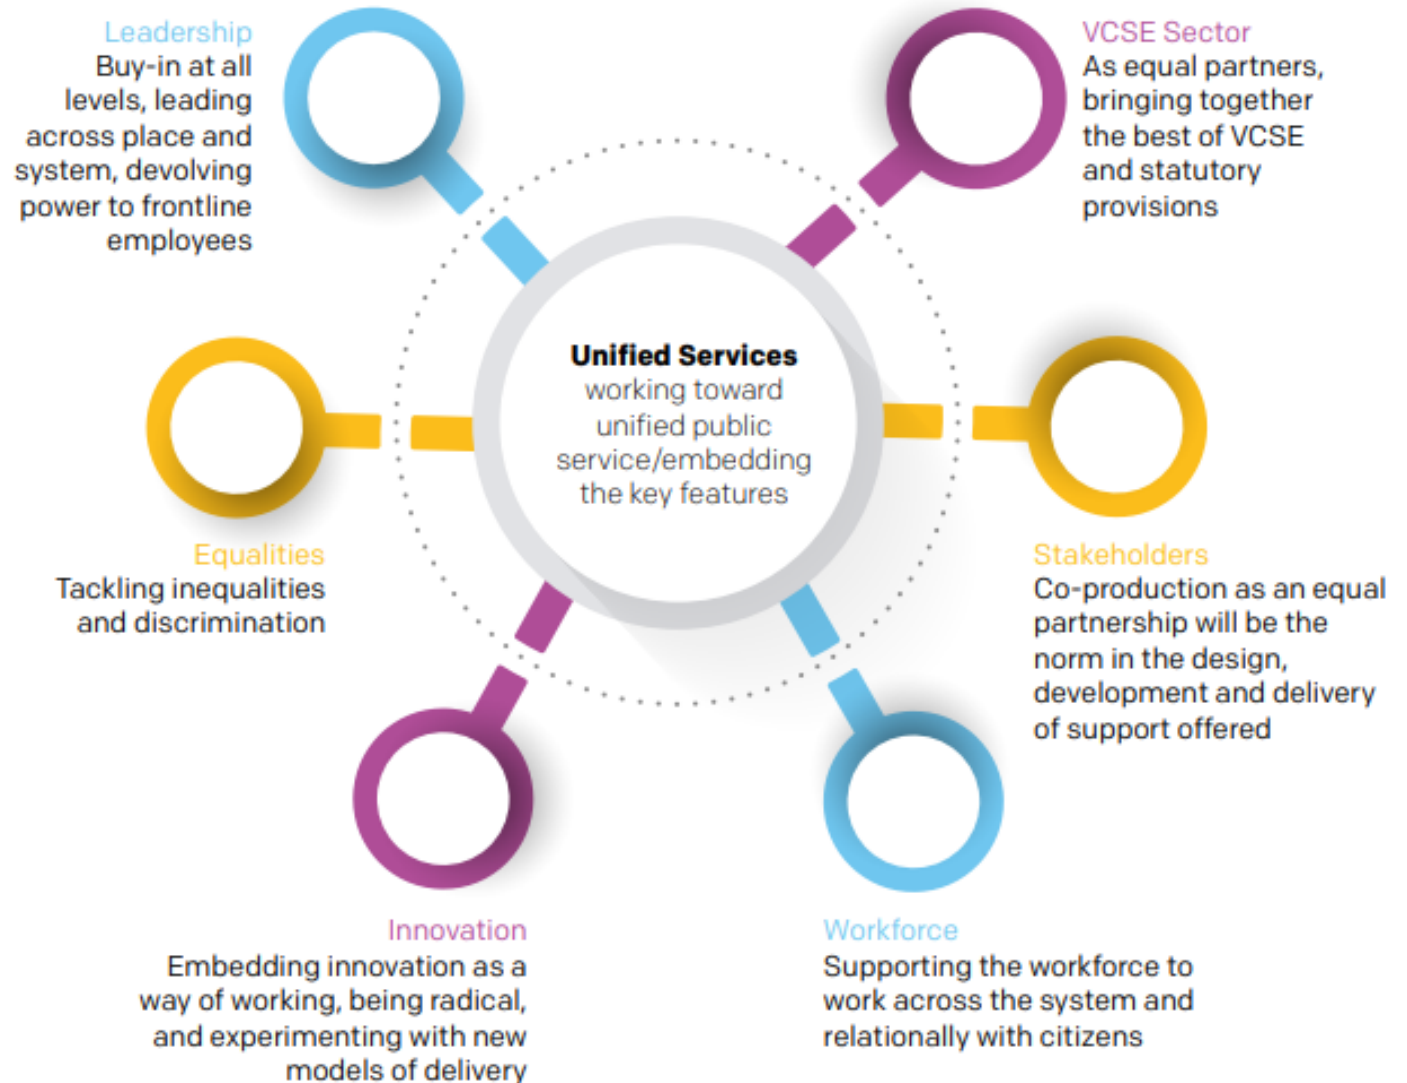 Leadership
Buy-in at all
levels, leading
across place and
system, devolving
power to frontline
employees
VCSE Sector
As equal partners,
bringing together
the best of VCSE
and statutory
provisions
Unified Services
working toward
unified public
service/embedding
the key features
Equalities
Tackling inequalities
and discrimination
Stakeholders
Co-production as an equal
partnership will be the
norm in the design,
development and delivery
of support offered
Innovation
Embedding innovation as a
way of working, being radical,
and experimenting with new
models of delivery
Workforce
Supporting the workforce to
work across the system and
relationally with citizens